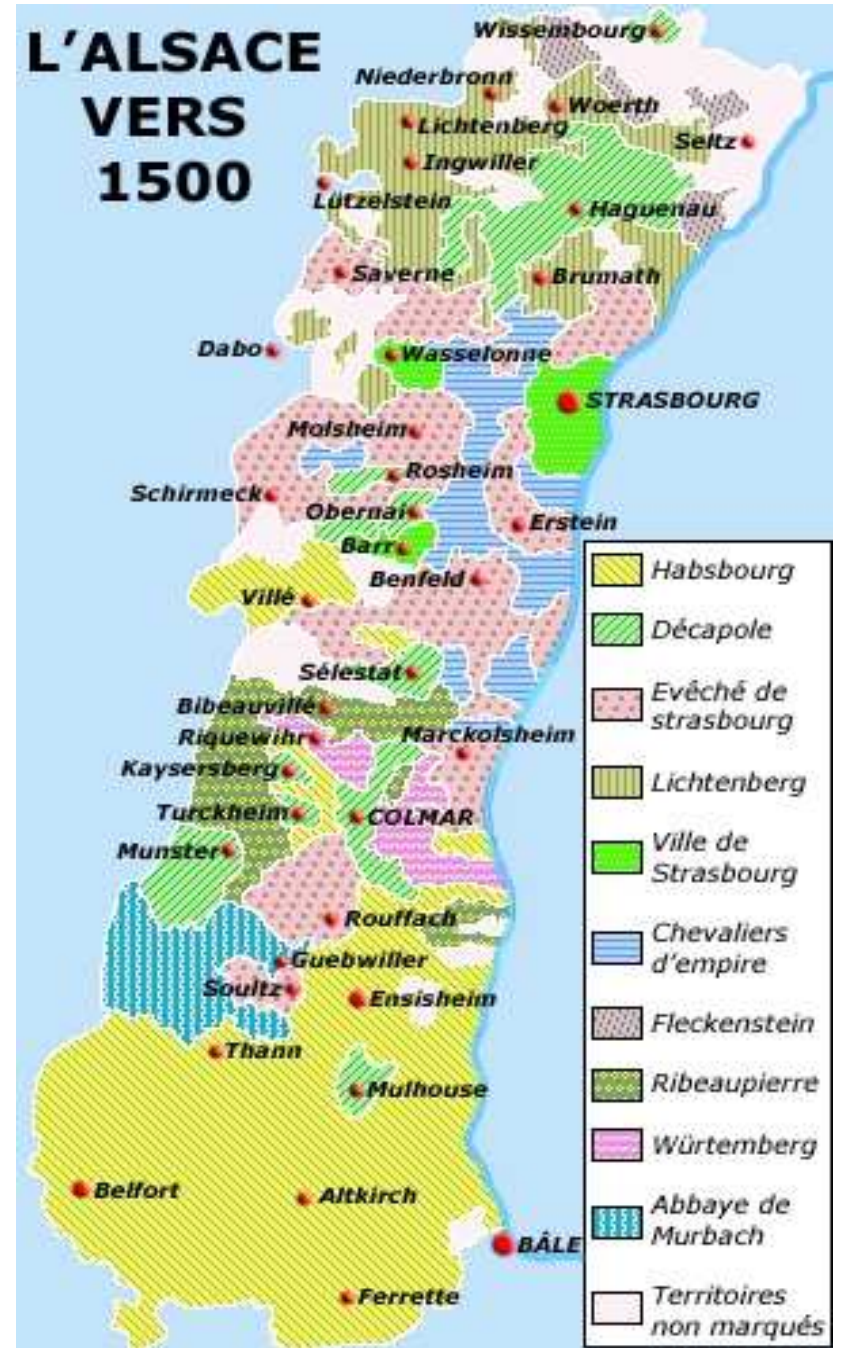 L'ALSACE
VERS
1500
Wissembourg
Niederbronn
Woerth
Lichtenberg
Seltz
Ingwiller
Lutzelstein
Haguenau
Saverne
Brumath
Dabo
Wasselonne
STRASBOURG
Molsheim
Rosheim
Schirmeck
Obernai
Erstein
Barr
Benfeld
Villé
Sélestat
Bibeauvillé
Riquewihr
Marckolsheim
Kaysersberg
Turckheim
COLMAR
Munster
Rouffach
Guebwiller
Soultz
Ensisheim
Thann
Mulhouse
Belfort
Altkirch
BÂLE
Ferrette
Habsbourg
Décapole
Evêché de
strasbourg
Lichtenberg
Ville de
Strasbourg
Chevaliers
d'empire
Fleckenstein
Ribeaupierre
Würtemberg
Abbaye de
Murbach
Territoires
non marqués